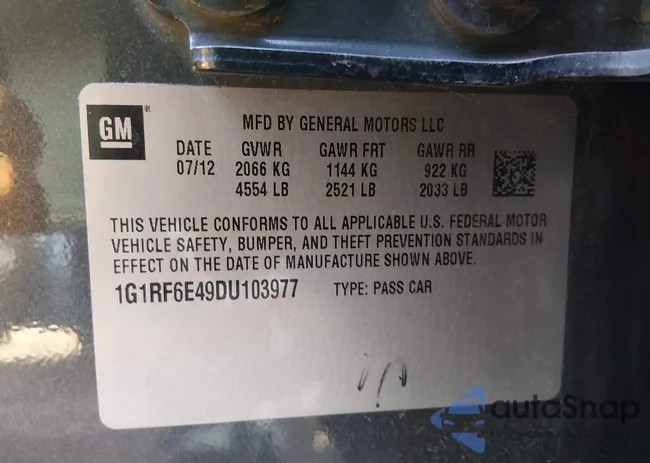 GM
MFD BY GENERAL MOTORS LLC
DATE GVWR GAWR FRT GAWR RR
07/12 2066 KG 1144 KG 922 KG
4554 LB 2521 LB 2033 LB
THIS VEHICLE CONFORMS TO ALL APPLICABLE U.S. FEDERAL MOTOR
VEHICLE SAFETY, BUMPER, AND THEFT PREVENTION STANDARDS IN
EFFECT ON THE DATE OF MANUFACTURE SHOWN ABOVE.
1G1RF6E49DU103977 TYPE: PASS CAR
autoSnap